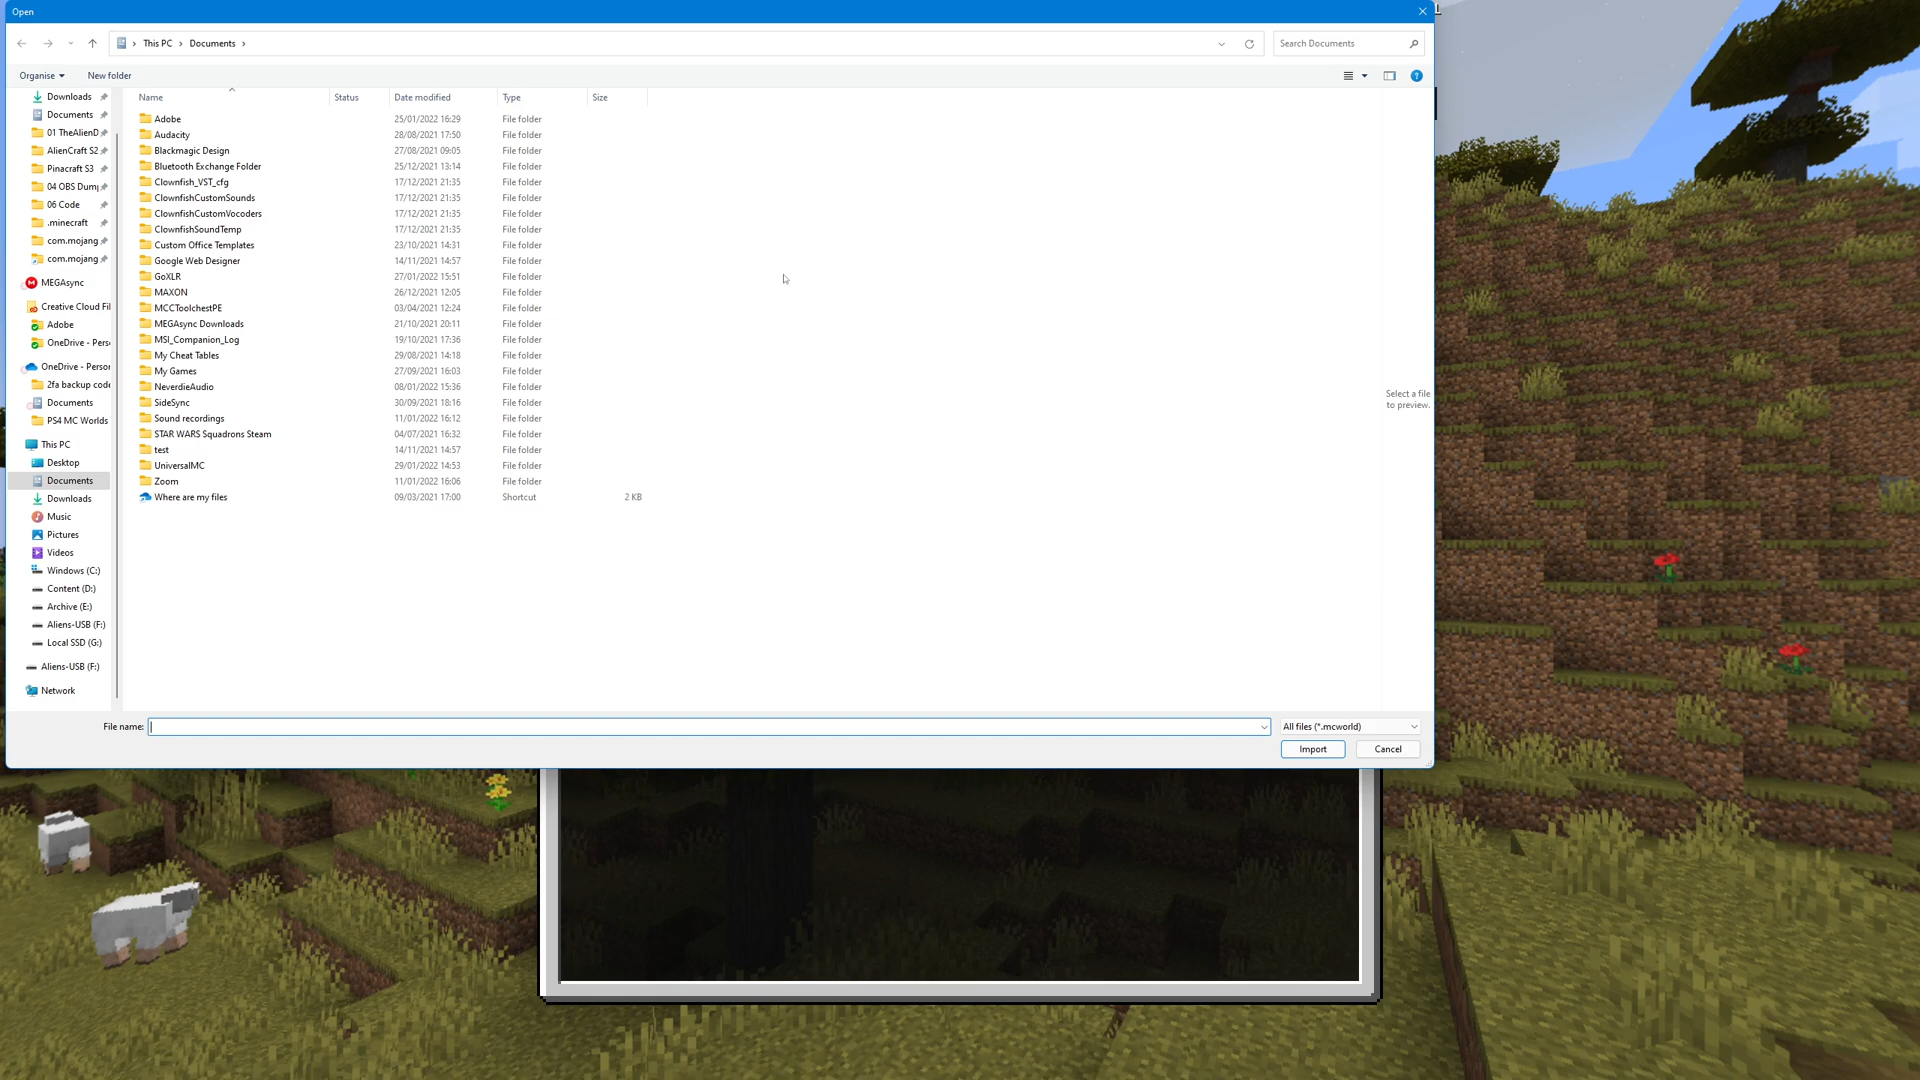 Open
This PC > Documents >
Search Documents
Organise
New folder
Name Status Date modified Type Size
Adobe 25/01/2022 16:29 File folder
Audacity 28/08/2021 17:50 File folder
Blackmagic Design 27/08/2021 09:05 File folder
Bluetooth Exchange Folder 25/12/2021 13:14 File folder
Clownfish_VST_cfg 17/12/2021 21:35 File folder
ClownfishCustomSounds 17/12/2021 21:35 File folder
ClownfishCustomVocoders 17/12/2021 21:35 File folder
ClownfishSoundTemp 17/12/2021 21:35 File folder
Custom Office Templates 23/10/2021 14:31 File folder
Google Web Designer 14/11/2021 14:57 File folder
GoXLR 27/01/2022 15:51 File folder
MAXON 26/12/2021 12:05 File folder
MCCToolchestPE 03/04/2021 12:24 File folder
MEGAsync Downloads 21/10/2021 20:11 File folder
MSI_Companion_Log 19/10/2021 17:36 File folder
My Cheat Tables 29/08/2021 14:18 File folder
My Games 27/09/2021 16:03 File folder
NeverdieAudio 08/01/2022 15:36 File folder
SideSync 30/09/2021 18:16 File folder
Sound recordings 11/01/2022 16:12 File folder
STAR WARS Squadrons Steam 04/07/2021 16:32 File folder
test 14/11/2021 14:57 File folder
UniversalMC 29/01/2022 14:53 File folder
Zoom 11/01/2022 16:06 File folder
Where are my files 09/03/2021 17:00 Shortcut 2 KB
Downloads
Documents
01 TheAlienD
AlienCraft S2
Pinacraft S3
04 OBS Dum
06 Code
.minecraft
com.mojang
com.mojang
MEGAsync
Creative Cloud Fil
Adobe
OneDrive - Pers
OneDrive - Person
2fa backup code
Documents
PS4 MC Worlds
This PC
Desktop
Documents
Downloads
Music
Pictures
Videos
Windows (C:)
Content (D:)
Archive (E:)
Aliens-USB (F:)
Local SSD (G:)
Aliens-USB (F:)
Network
Select a file
to preview.
File name:
All files (*.mcworld)
Import
Cancel